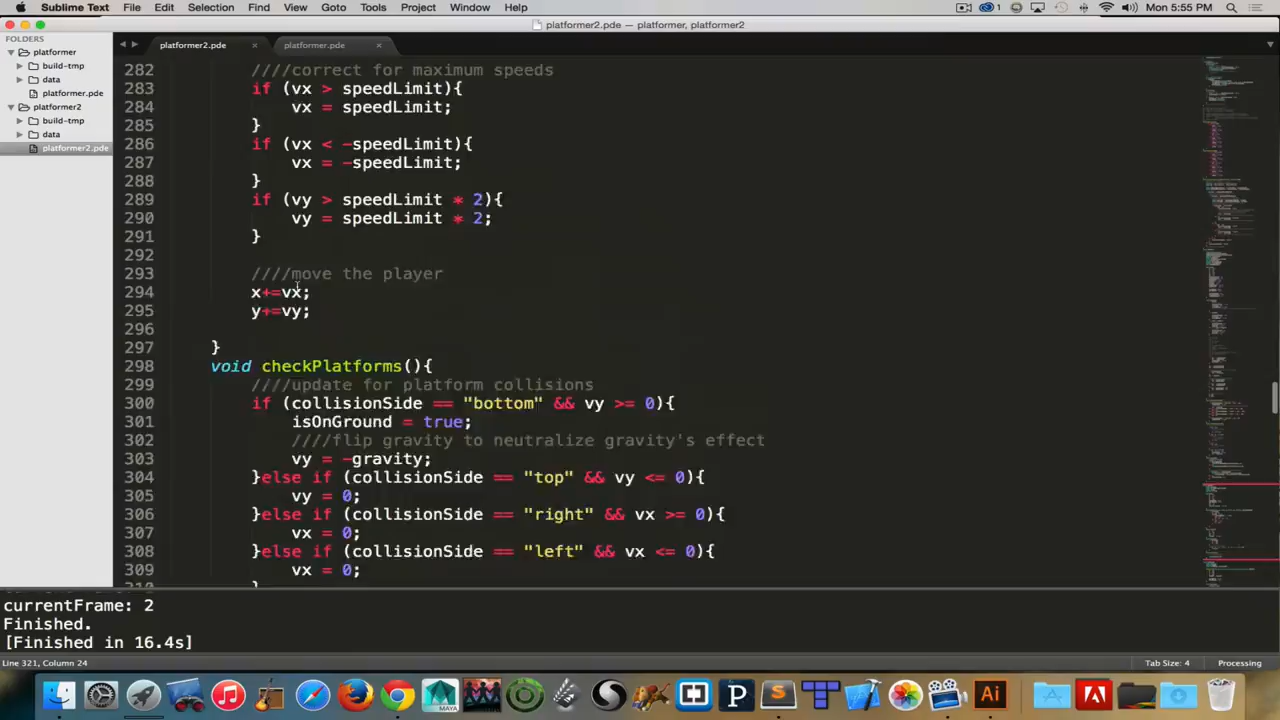 Sublime Text File Edit Selection Find View Goto Tools Project Window Help
Mon 5:55 PM
platformer2.pde — platformer, platformer2
FOLDERS
platformer
build-tmp
data
platformer.pde
platformer2
build-tmp
data
platformer2.pde
platformer2.pde × platformer.pde ×
282 ////correct for maximum speeds
283 if (vx > speedLimit){
284 vx = speedLimit;
285 }
286 if (vx < -speedLimit){
287 vx = -speedLimit;
288 }
289 if (vy > speedLimit * 2){
290 vy = speedLimit * 2;
291 }
292
293 ////move the player
294 x+=vx;
295 y+=vy;
296
297 }
298 void checkPlatforms(){
299 ////update for platform collisions
300 if (collisionSide == "bottom" && vy >= 0){
301 isOnGround = true;
302 ////flip gravity to neutralize gravity's effect
303 vy = -gravity;
304 }else if (collisionSide == "top" && vy <= 0){
305 vy = 0;
306 }else if (collisionSide == "right" && vx >= 0){
307 vx = 0;
308 }else if (collisionSide == "left" && vx <= 0){
309 vx = 0;
310 }
currentFrame: 2
Finished.
[Finished in 16.4s]
Line 321, Column 24
Tab Size: 4 Processing
MAYA
P
S
T
Ai